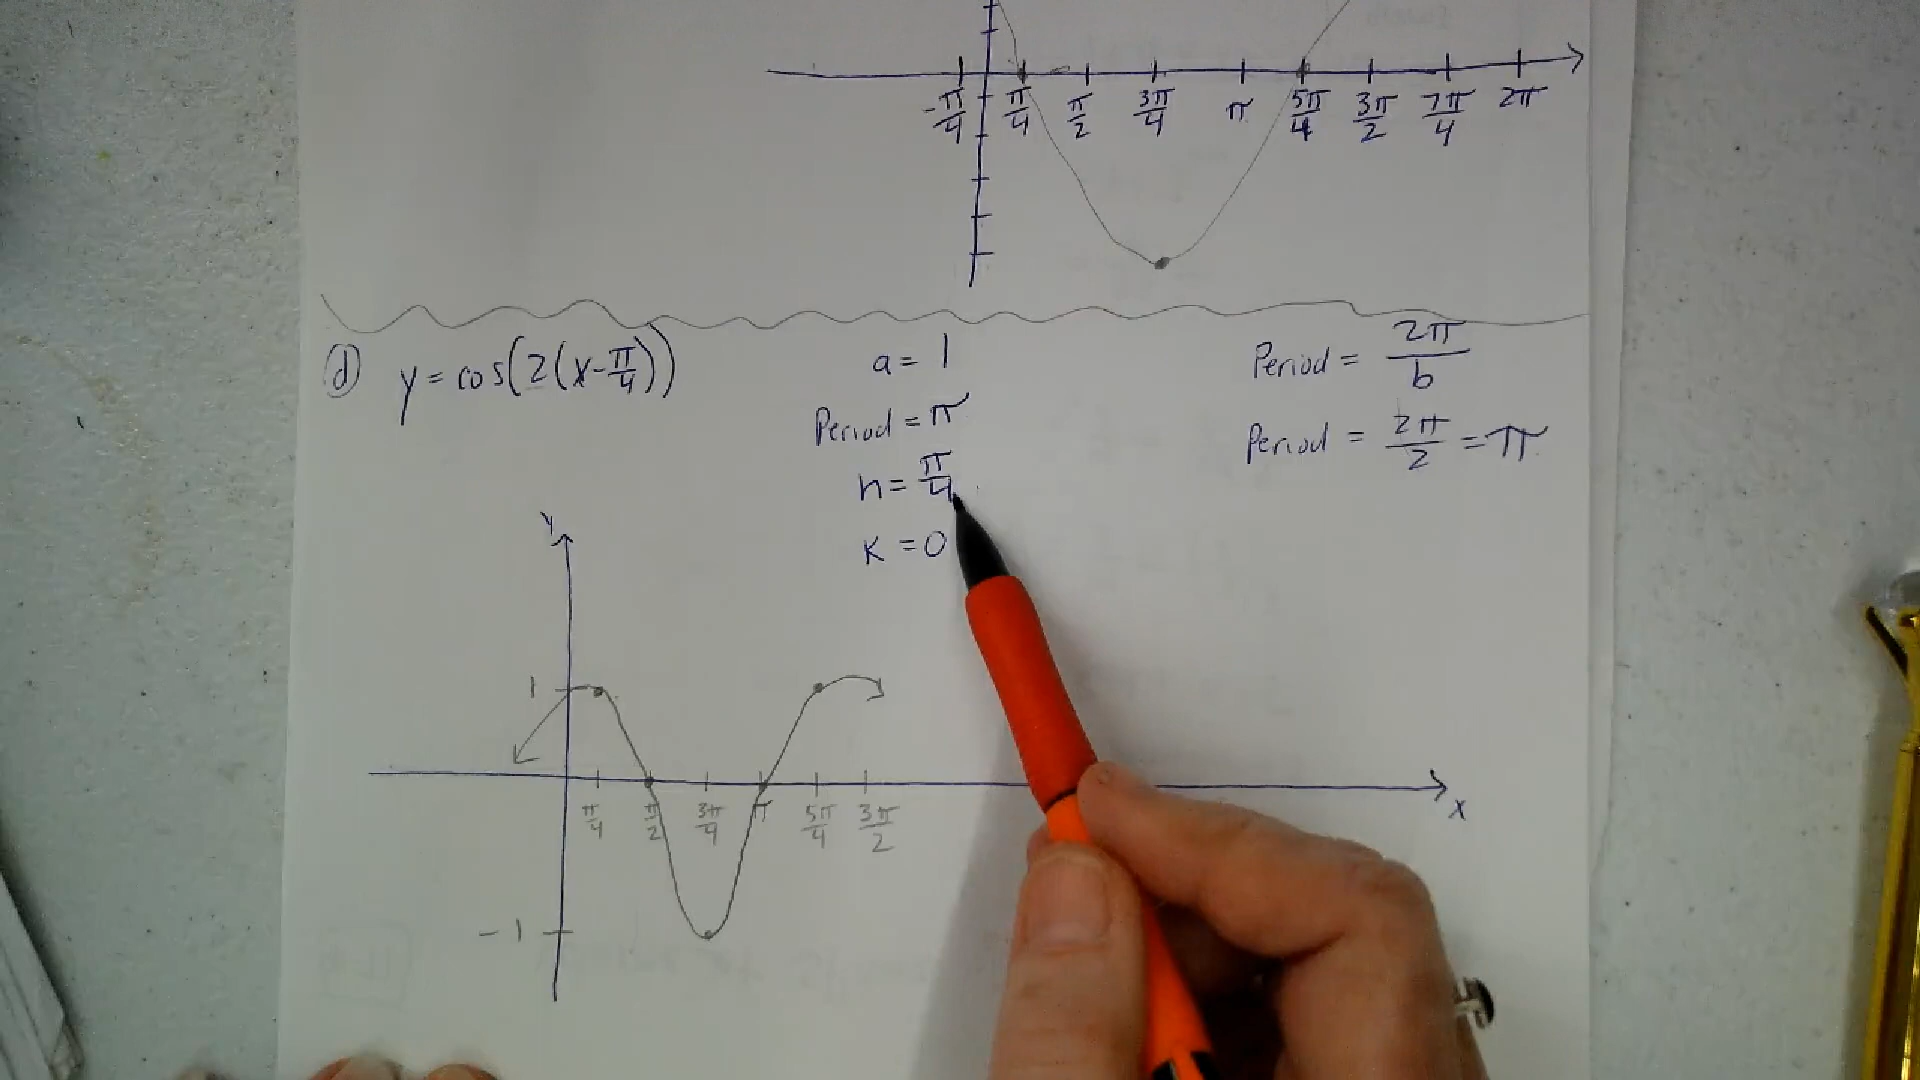 -π/4 π/4 π/2 3π/4 π 5π/4 3π/2 7π/4 2π
d) y = cos(2(x-π/4))
a = 1
Period = π
h = π/4
K = 0
Period = 2π/b
Period = 2π/2 = π
y
1
π/4 π/2 3π/4 π 5π/4 3π/2
x
-1